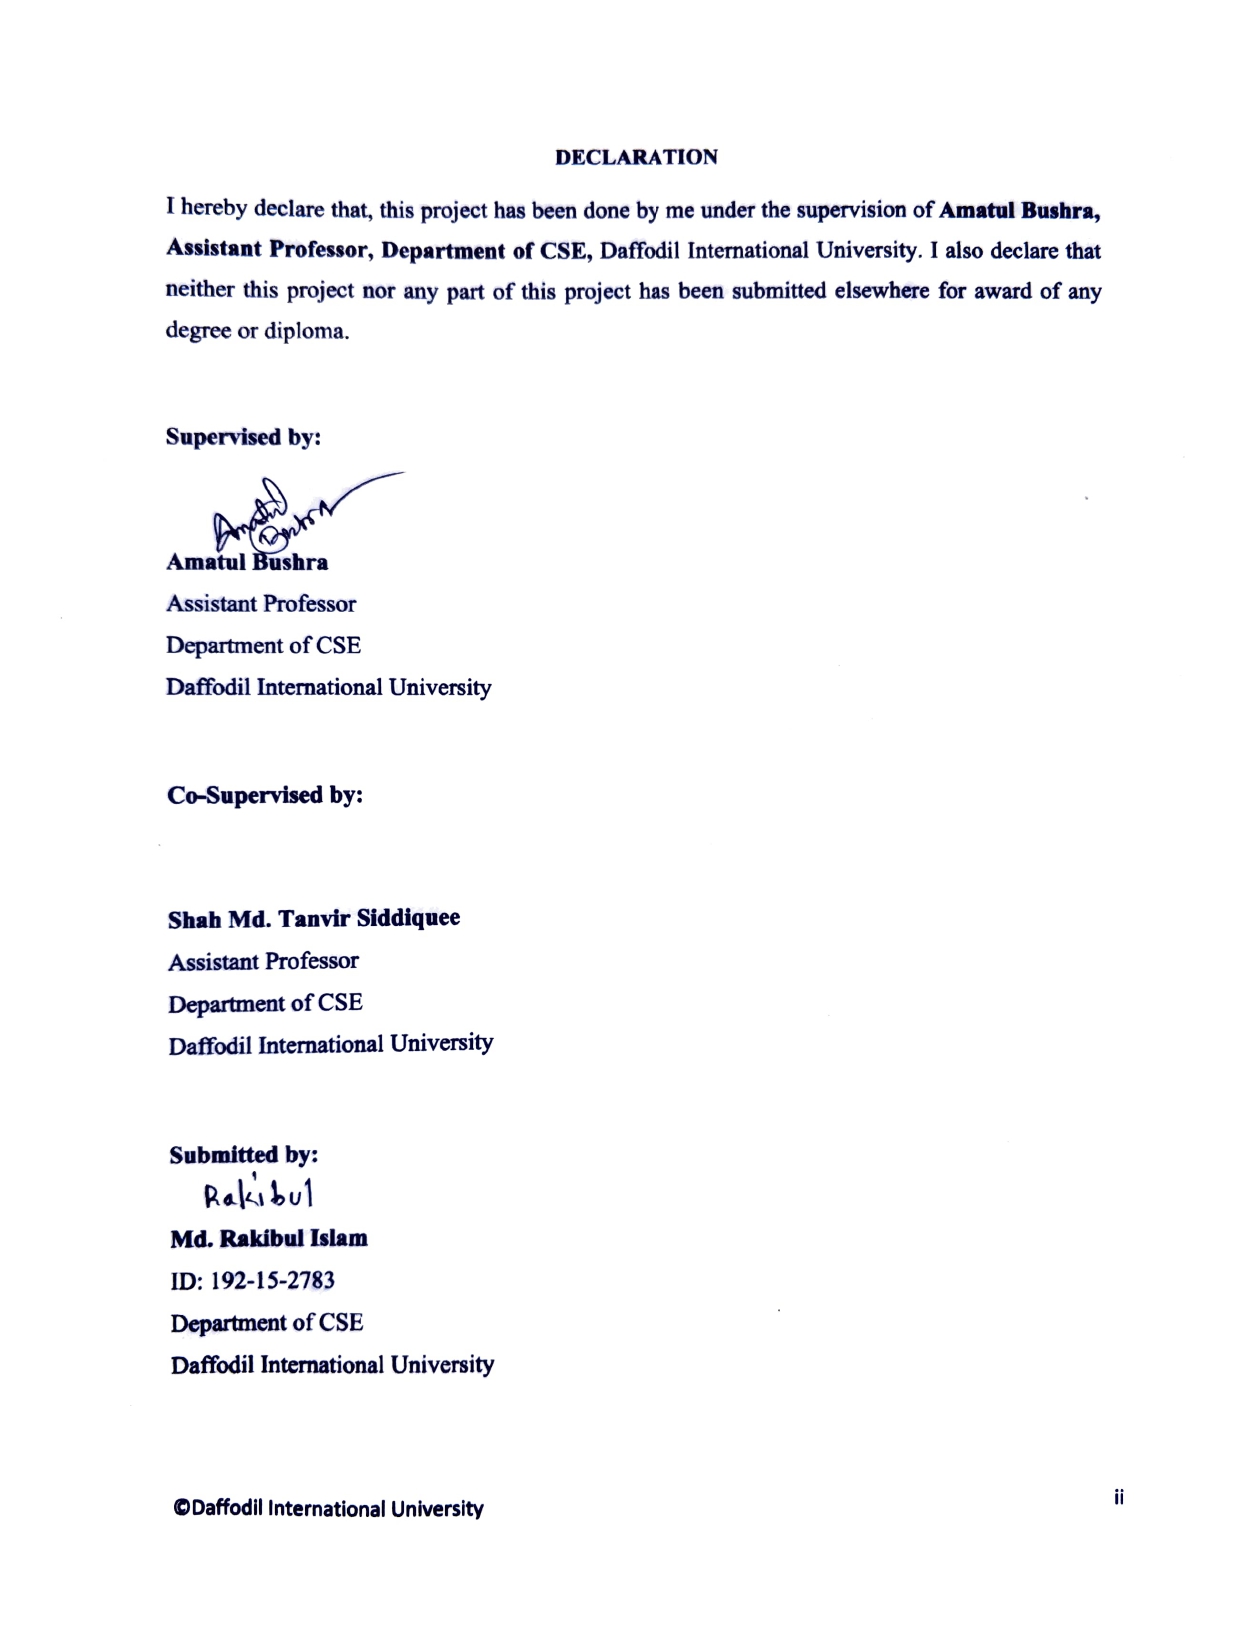 DECLARATION
I hereby declare that, this project has been done by me under the supervision of Amatul Bushra,
Assistant Professor, Department of CSE, Daffodil International University. I also declare that
neither this project nor any part of this project has been submitted elsewhere for award of any
degree or diploma.
Supervised by:
Amatul
Bushra
Amatul Bushra
Assistant Professor
Department of CSE
Daffodil International University
Co-Supervised by:
Shah Md. Tanvir Siddiquee
Assistant Professor
Department of CSE
Daffodil International University
Submitted by:
Rakibul
Md. Rakibul Islam
ID: 192-15-2783
Department of CSE
Daffodil International University
©Daffodil International University
ii